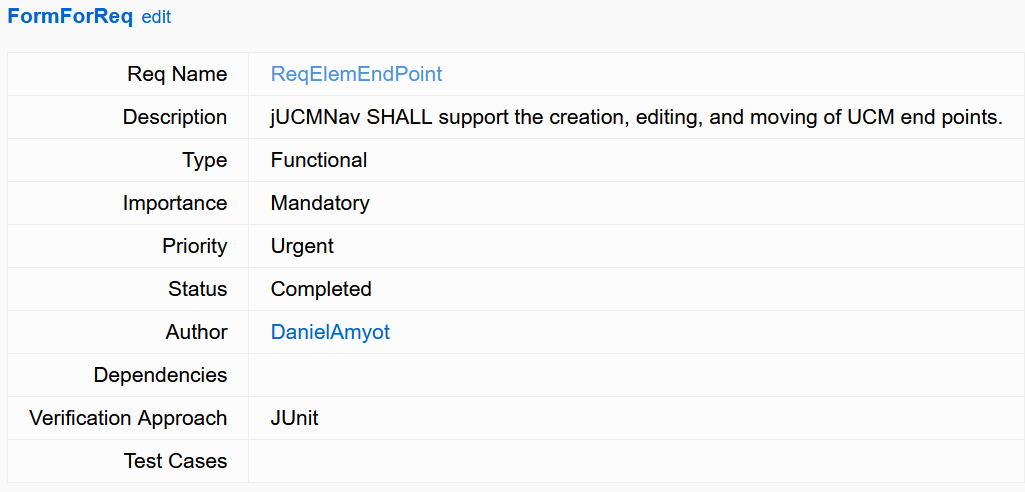 FormForReq edit
Req Name ReqElemEndPoint
Description jUCMNav SHALL support the creation, editing, and moving of UCM end points.
Type Functional
Importance Mandatory
Priority Urgent
Status Completed
Author DanielAmyot
Dependencies
Verification Approach JUnit
Test Cases